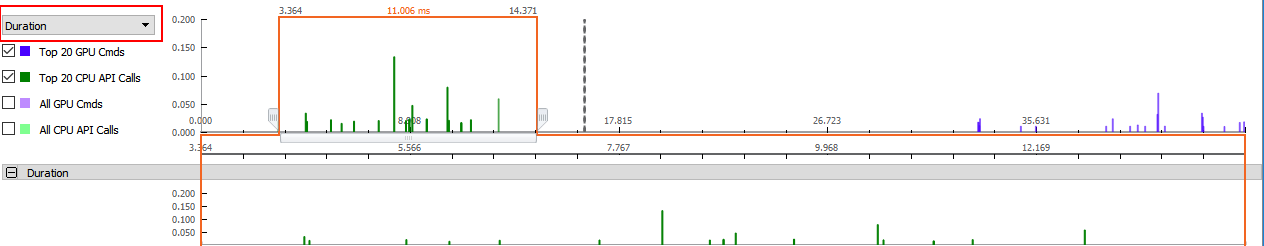 3.364 11.006 ms 14.371
Duration
0.200
Top 20 GPU Cmds
0.150
Top 20 CPU API Calls
0.100
All GPU Cmds
0.050
0.000 8.908 17.815 26.723 35.631
All CPU API Calls
0.000
3.364 5.566 7.767 9.968 12.169
Duration
0.200
0.150
0.100
0.050